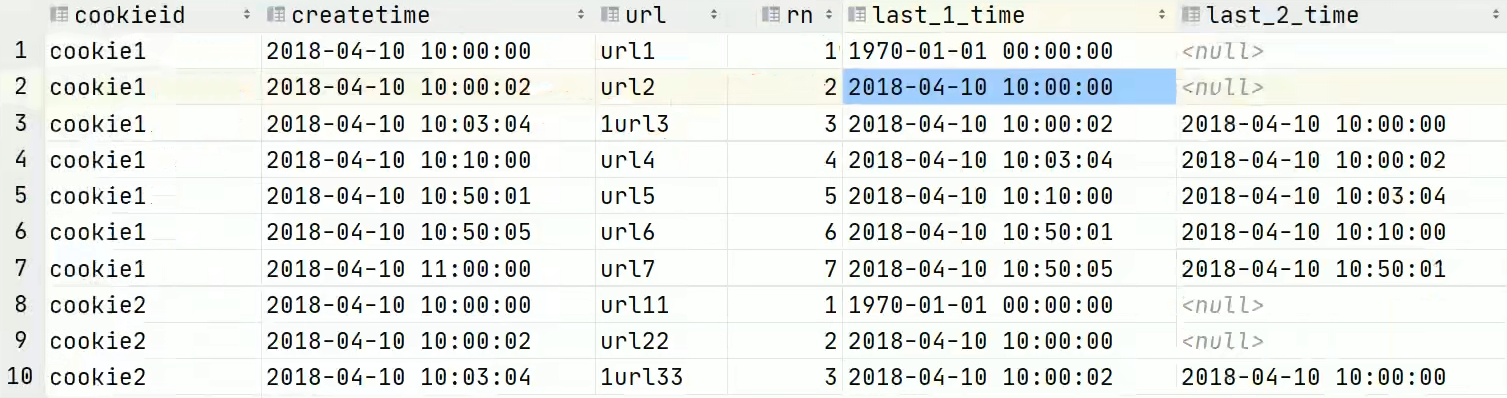 cookieid createtime url rn last_1_time last_2_time
1 cookie1 2018-04-10 10:00:00 url1 1 1970-01-01 00:00:00 <null>
2 cookie1 2018-04-10 10:00:02 url2 2 2018-04-10 10:00:00 <null>
3 cookie1 2018-04-10 10:03:04 1url3 3 2018-04-10 10:00:02 2018-04-10 10:00:00
4 cookie1 2018-04-10 10:10:00 url4 4 2018-04-10 10:03:04 2018-04-10 10:00:02
5 cookie1 2018-04-10 10:50:01 url5 5 2018-04-10 10:10:00 2018-04-10 10:03:04
6 cookie1 2018-04-10 10:50:05 url6 6 2018-04-10 10:50:01 2018-04-10 10:10:00
7 cookie1 2018-04-10 11:00:00 url7 7 2018-04-10 10:50:05 2018-04-10 10:50:01
8 cookie2 2018-04-10 10:00:00 url11 1 1970-01-01 00:00:00 <null>
9 cookie2 2018-04-10 10:00:02 url22 2 2018-04-10 10:00:00 <null>
10 cookie2 2018-04-10 10:03:04 1url33 3 2018-04-10 10:00:02 2018-04-10 10:00:00